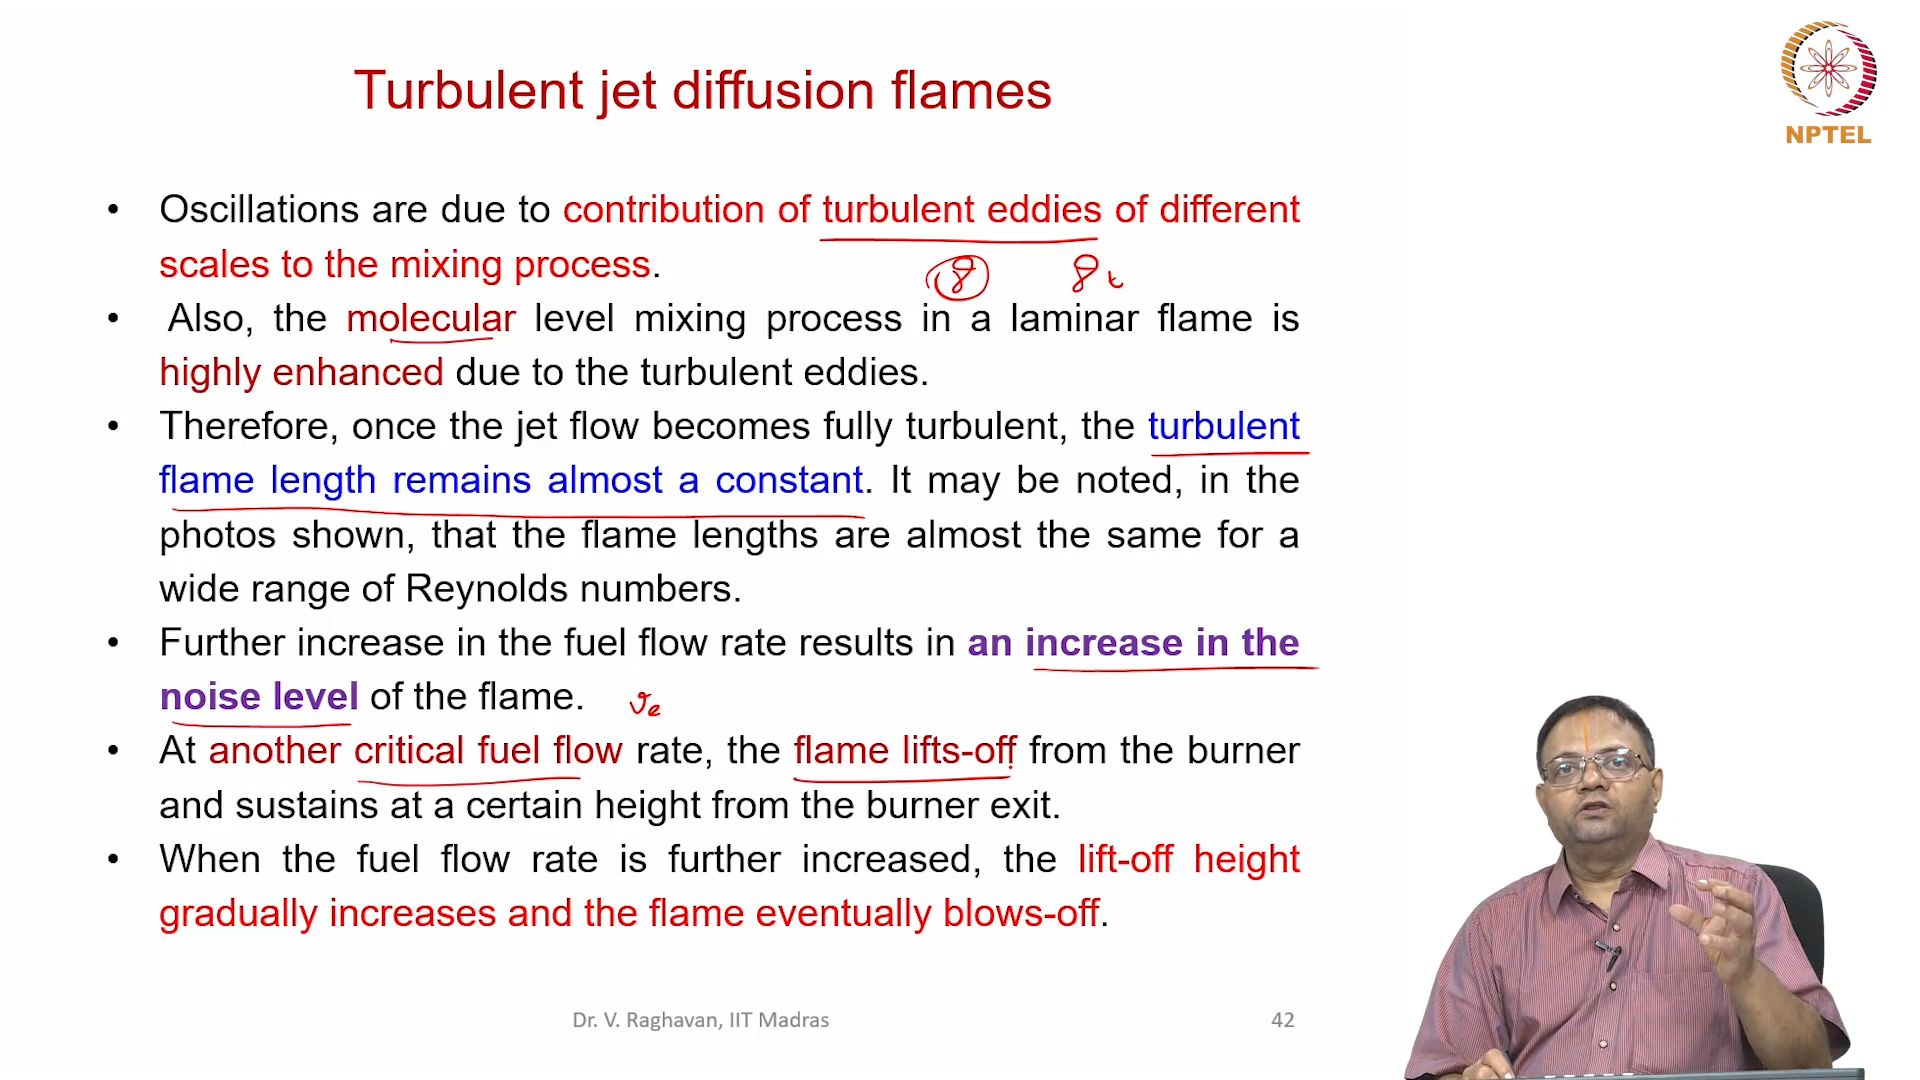 Turbulent jet diffusion flames
NPTEL
• Oscillations are due to contribution of turbulent eddies of different
scales to the mixing process.
• Also, the molecular level mixing process in a laminar flame is
highly enhanced due to the turbulent eddies.
• Therefore, once the jet flow becomes fully turbulent, the turbulent
flame length remains almost a constant. It may be noted, in the
photos shown, that the flame lengths are almost the same for a
wide range of Reynolds numbers.
• Further increase in the fuel flow rate results in an increase in the
noise level of the flame.
• At another critical fuel flow rate, the flame lifts-off from the burner
and sustains at a certain height from the burner exit.
• When the fuel flow rate is further increased, the lift-off height
gradually increases and the flame eventually blows-off.
Dr. V. Raghavan, IIT Madras
42